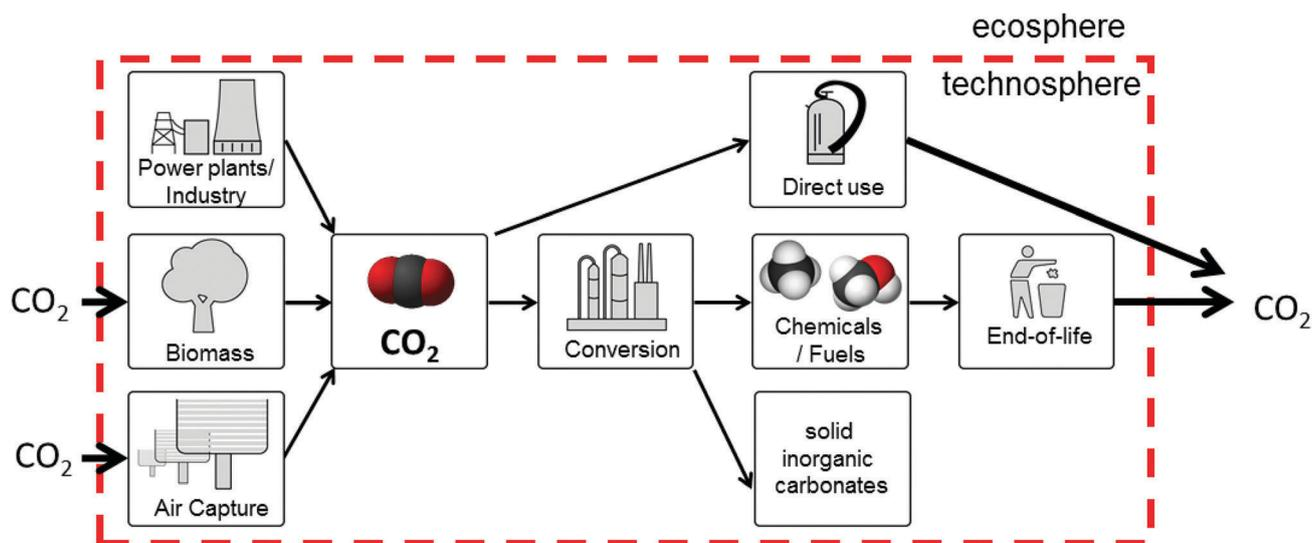 ecosphere
technosphere
Power plants/
Industry
Direct use
CO₂
Biomass
CO₂
Conversion
Chemicals
/ Fuels
End-of-life
CO₂
CO₂
Air Capture
solid
inorganic
carbonates